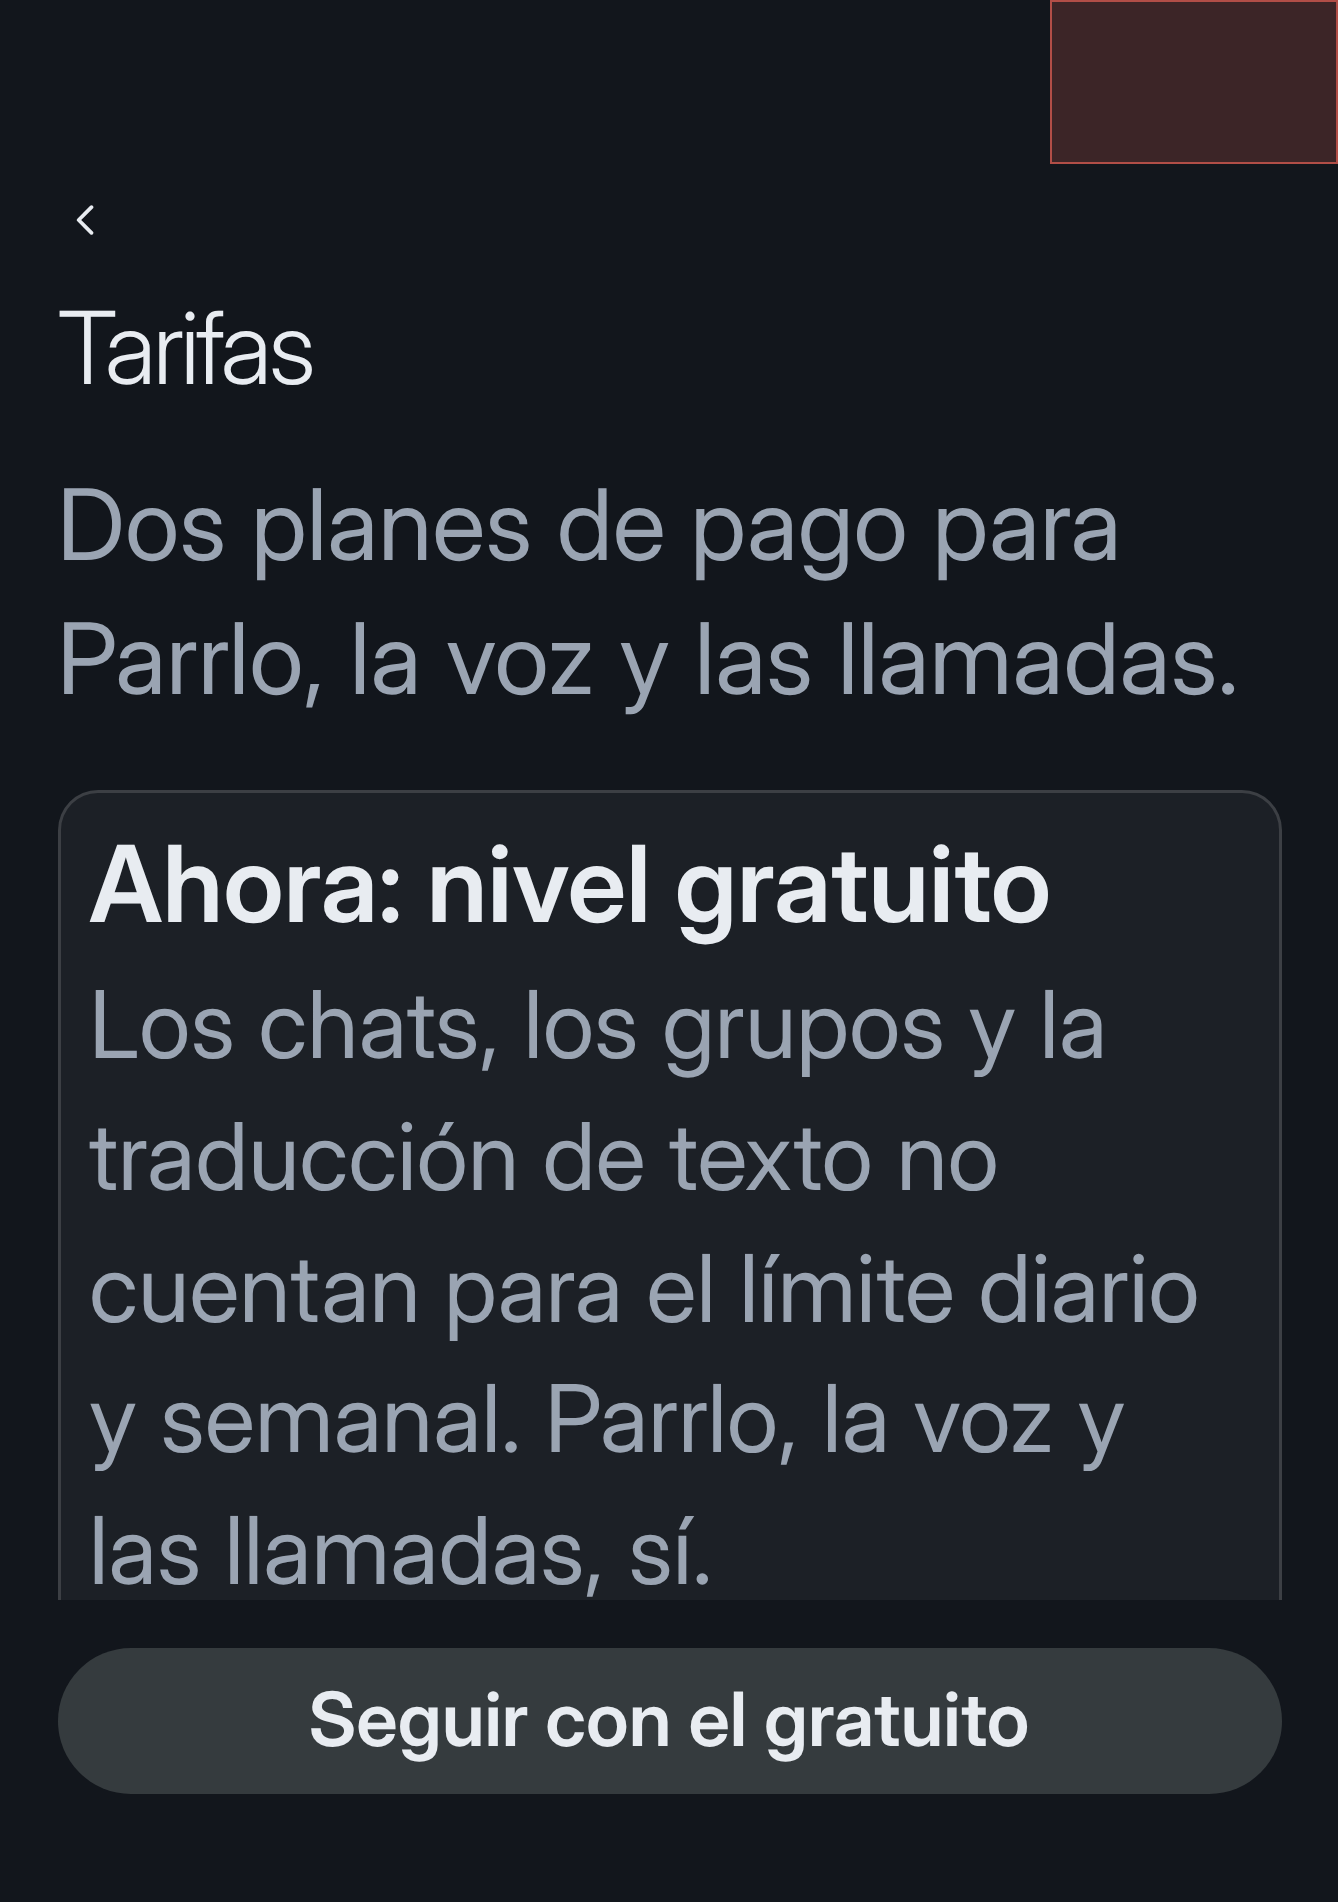 Tarifas
Dos planes de pago para
Parrlo, la voz y las llamadas.
Ahora: nivel gratuito
Los chats, los grupos y la
traducción de texto no
cuentan para el límite diario
y semanal. Parrlo, la voz y
las llamadas, sí.
Seguir con el gratuito